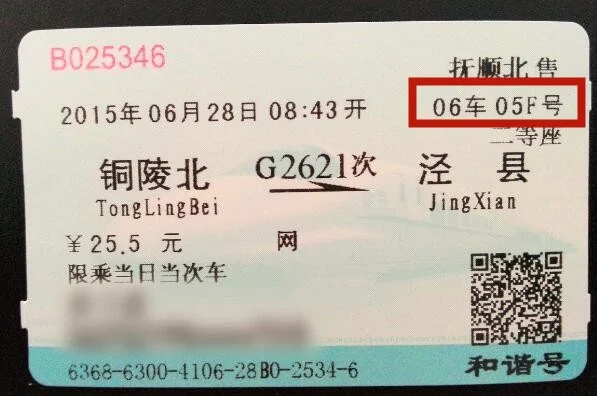 B025346
抚顺北 售
2015年06月28日 08:43开 06车 05F号
二等座
铜陵北 G2621次 泾县
TongLingBei JingXian
￥25.5 元 网
限乘当日当次车
6368-6300-4106-28B0-2534-6 和谐号